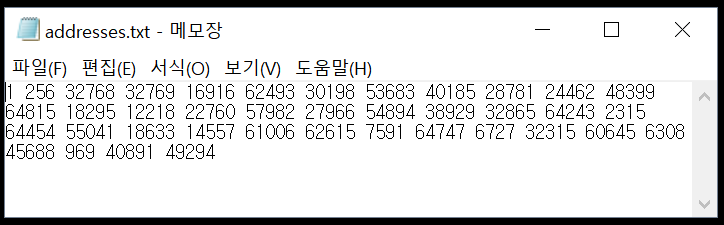 addresses.txt - 메모장
파일(F) 편집(E) 서식(O) 보기(V) 도움말(H)
1 256 32768 32769 16916 62493 30198 53683 40185 28781 24462 48399
64815 18295 12218 22760 57982 27966 54894 38929 32865 64243 2315
64454 55041 18633 14557 61006 62615 7591 64747 6727 32315 60645 6308
45688 969 40891 49294